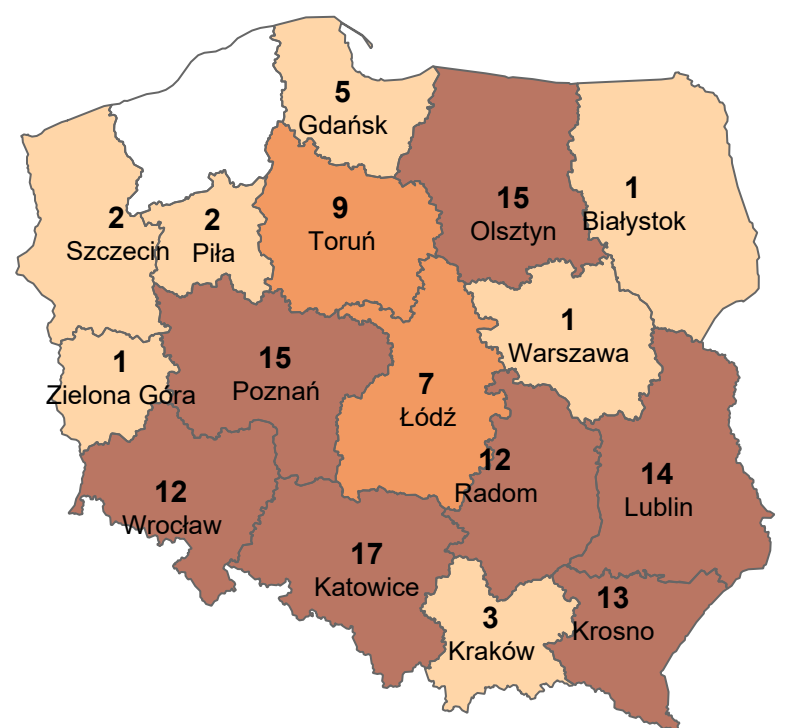 5
Gdańsk
15
Olsztyn
1
Białystok
2
Szczecin
2
Piła
9
Toruń
1
Warszawa
1
Zielona Góra
15
Poznań
7
Łódź
12
Wrocław
12
Radom
14
Lublin
17
Katowice
3
Kraków
13
Krosno